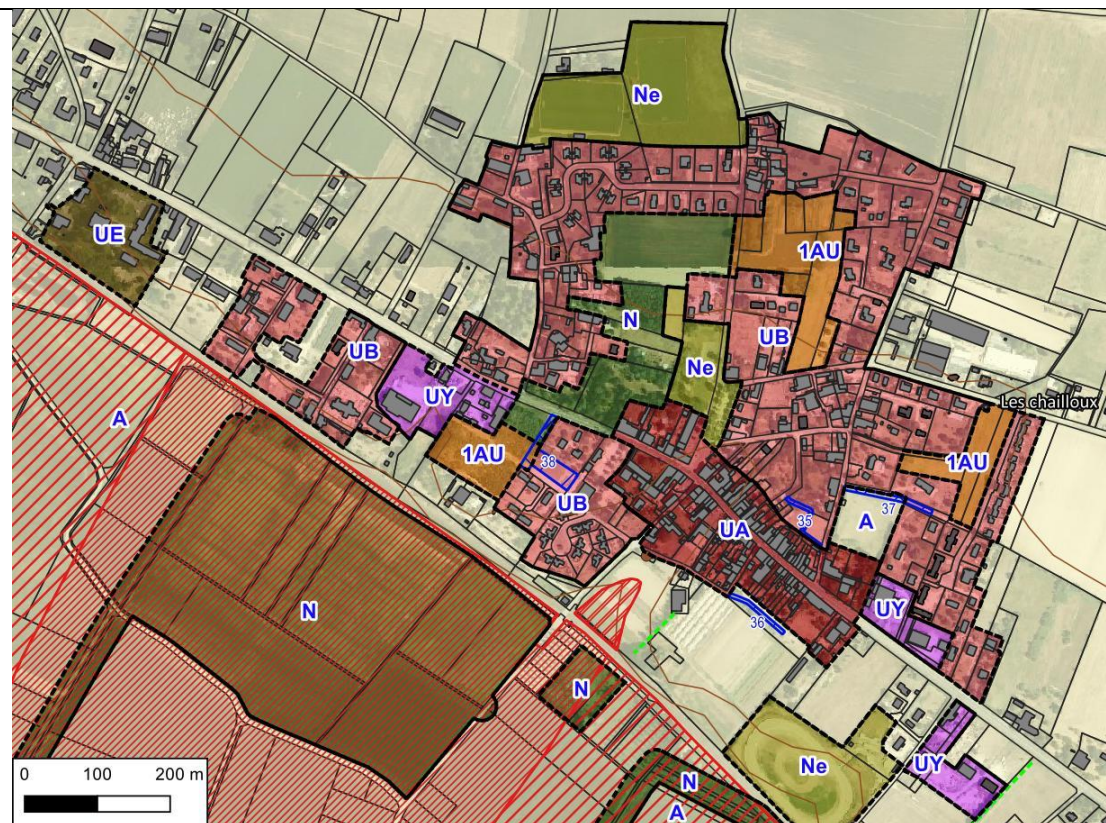 Ne
UE
1AU
N
UB
UB
Ne
UY
Les chailloux
A
1AU
1AU
38
UB
37
35
A
UA
N
UY
36
N
Ne
UY
N
A
0 100 200 m